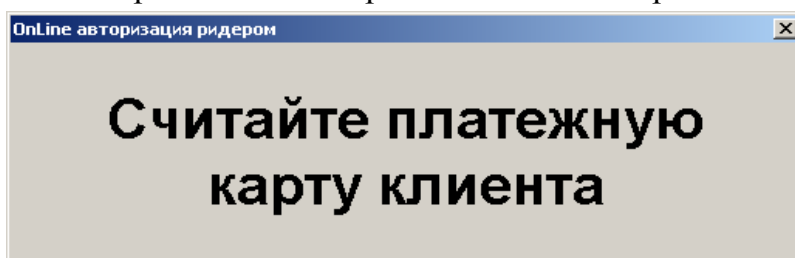 OnLine авторизация ридером
Считайте платежную
карту клиента